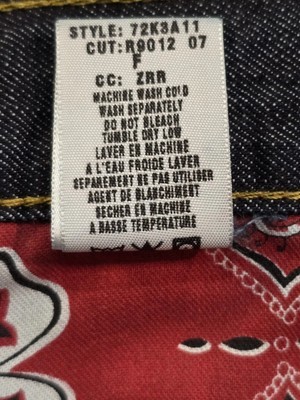 STYLE: 72K3A11
CUT:R9012 07
F
CC: ZRR
MACHINE WASH COLD
WASH SEPARATELY
DO NOT BLEACH
TUMBLE DRY LOW
LAVER EN MACHINE
A L'EAU FROIDE LAVER
SEPAREMENT NE PAS UTILISER
AGENT DE BLANCHIMENT
SECHER EN MACHINE
A BASSE TEMPERATURE